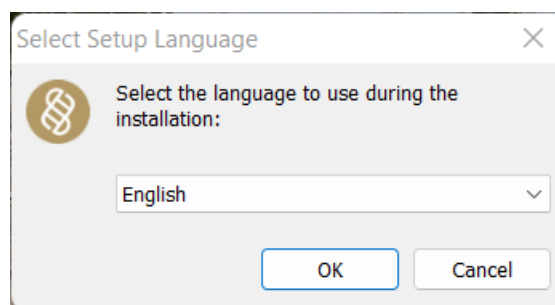 Select Setup Language
Select the language to use during the
installation:
English
OK
Cancel